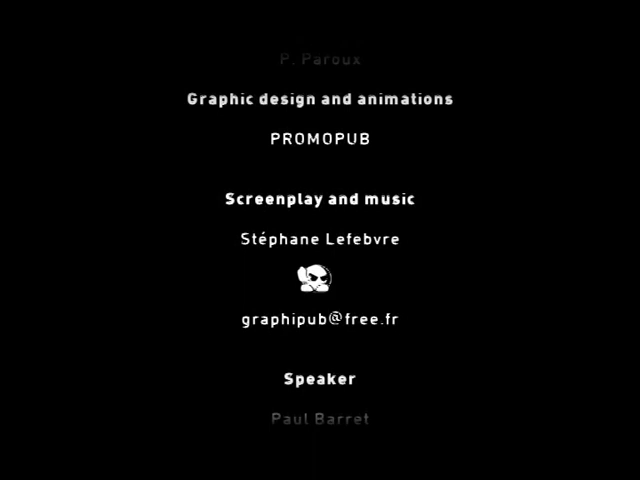 P. Paroux
Graphic design and animations
PROMOPUB
Screenplay and music
Stéphane Lefebvre
graphipub@free.fr
Speaker
Paul Barret